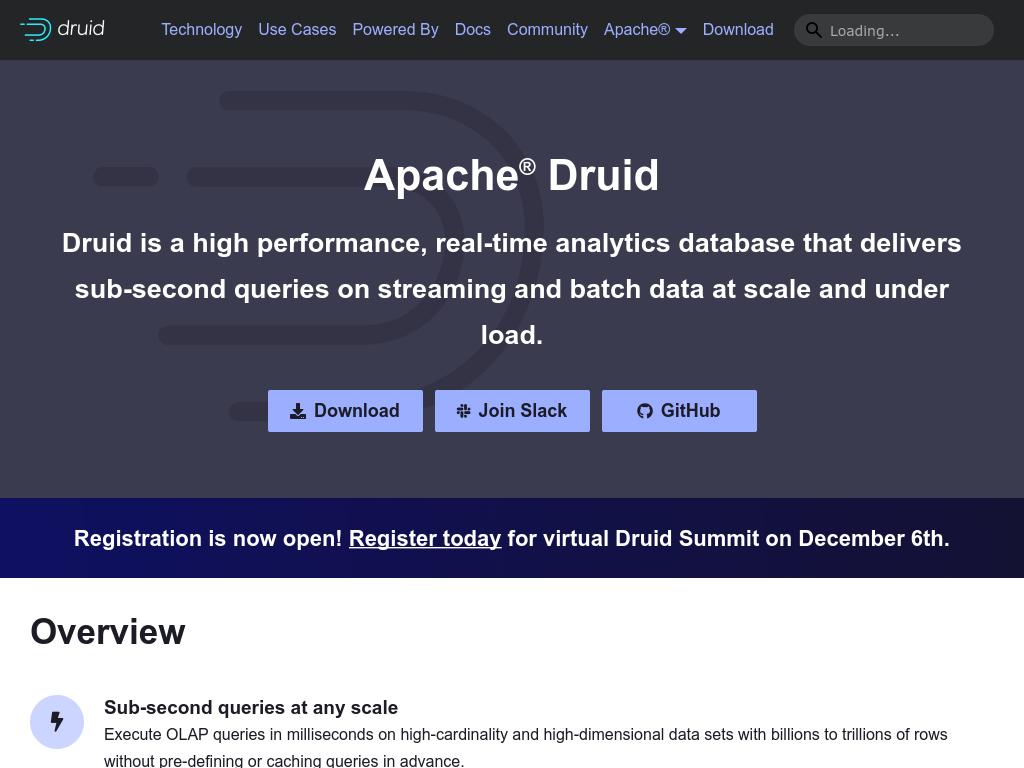 druid
Technology Use Cases Powered By Docs Community Apache® Download Loading...
Apache® Druid
Druid is a high performance, real-time analytics database that delivers
sub-second queries on streaming and batch data at scale and under
load.
Download Join Slack GitHub
Registration is now open! Register today for virtual Druid Summit on December 6th.
Overview
Sub-second queries at any scale
Execute OLAP queries in milliseconds on high-cardinality and high-dimensional data sets with billions to trillions of rows
without pre-defining or caching queries in advance.